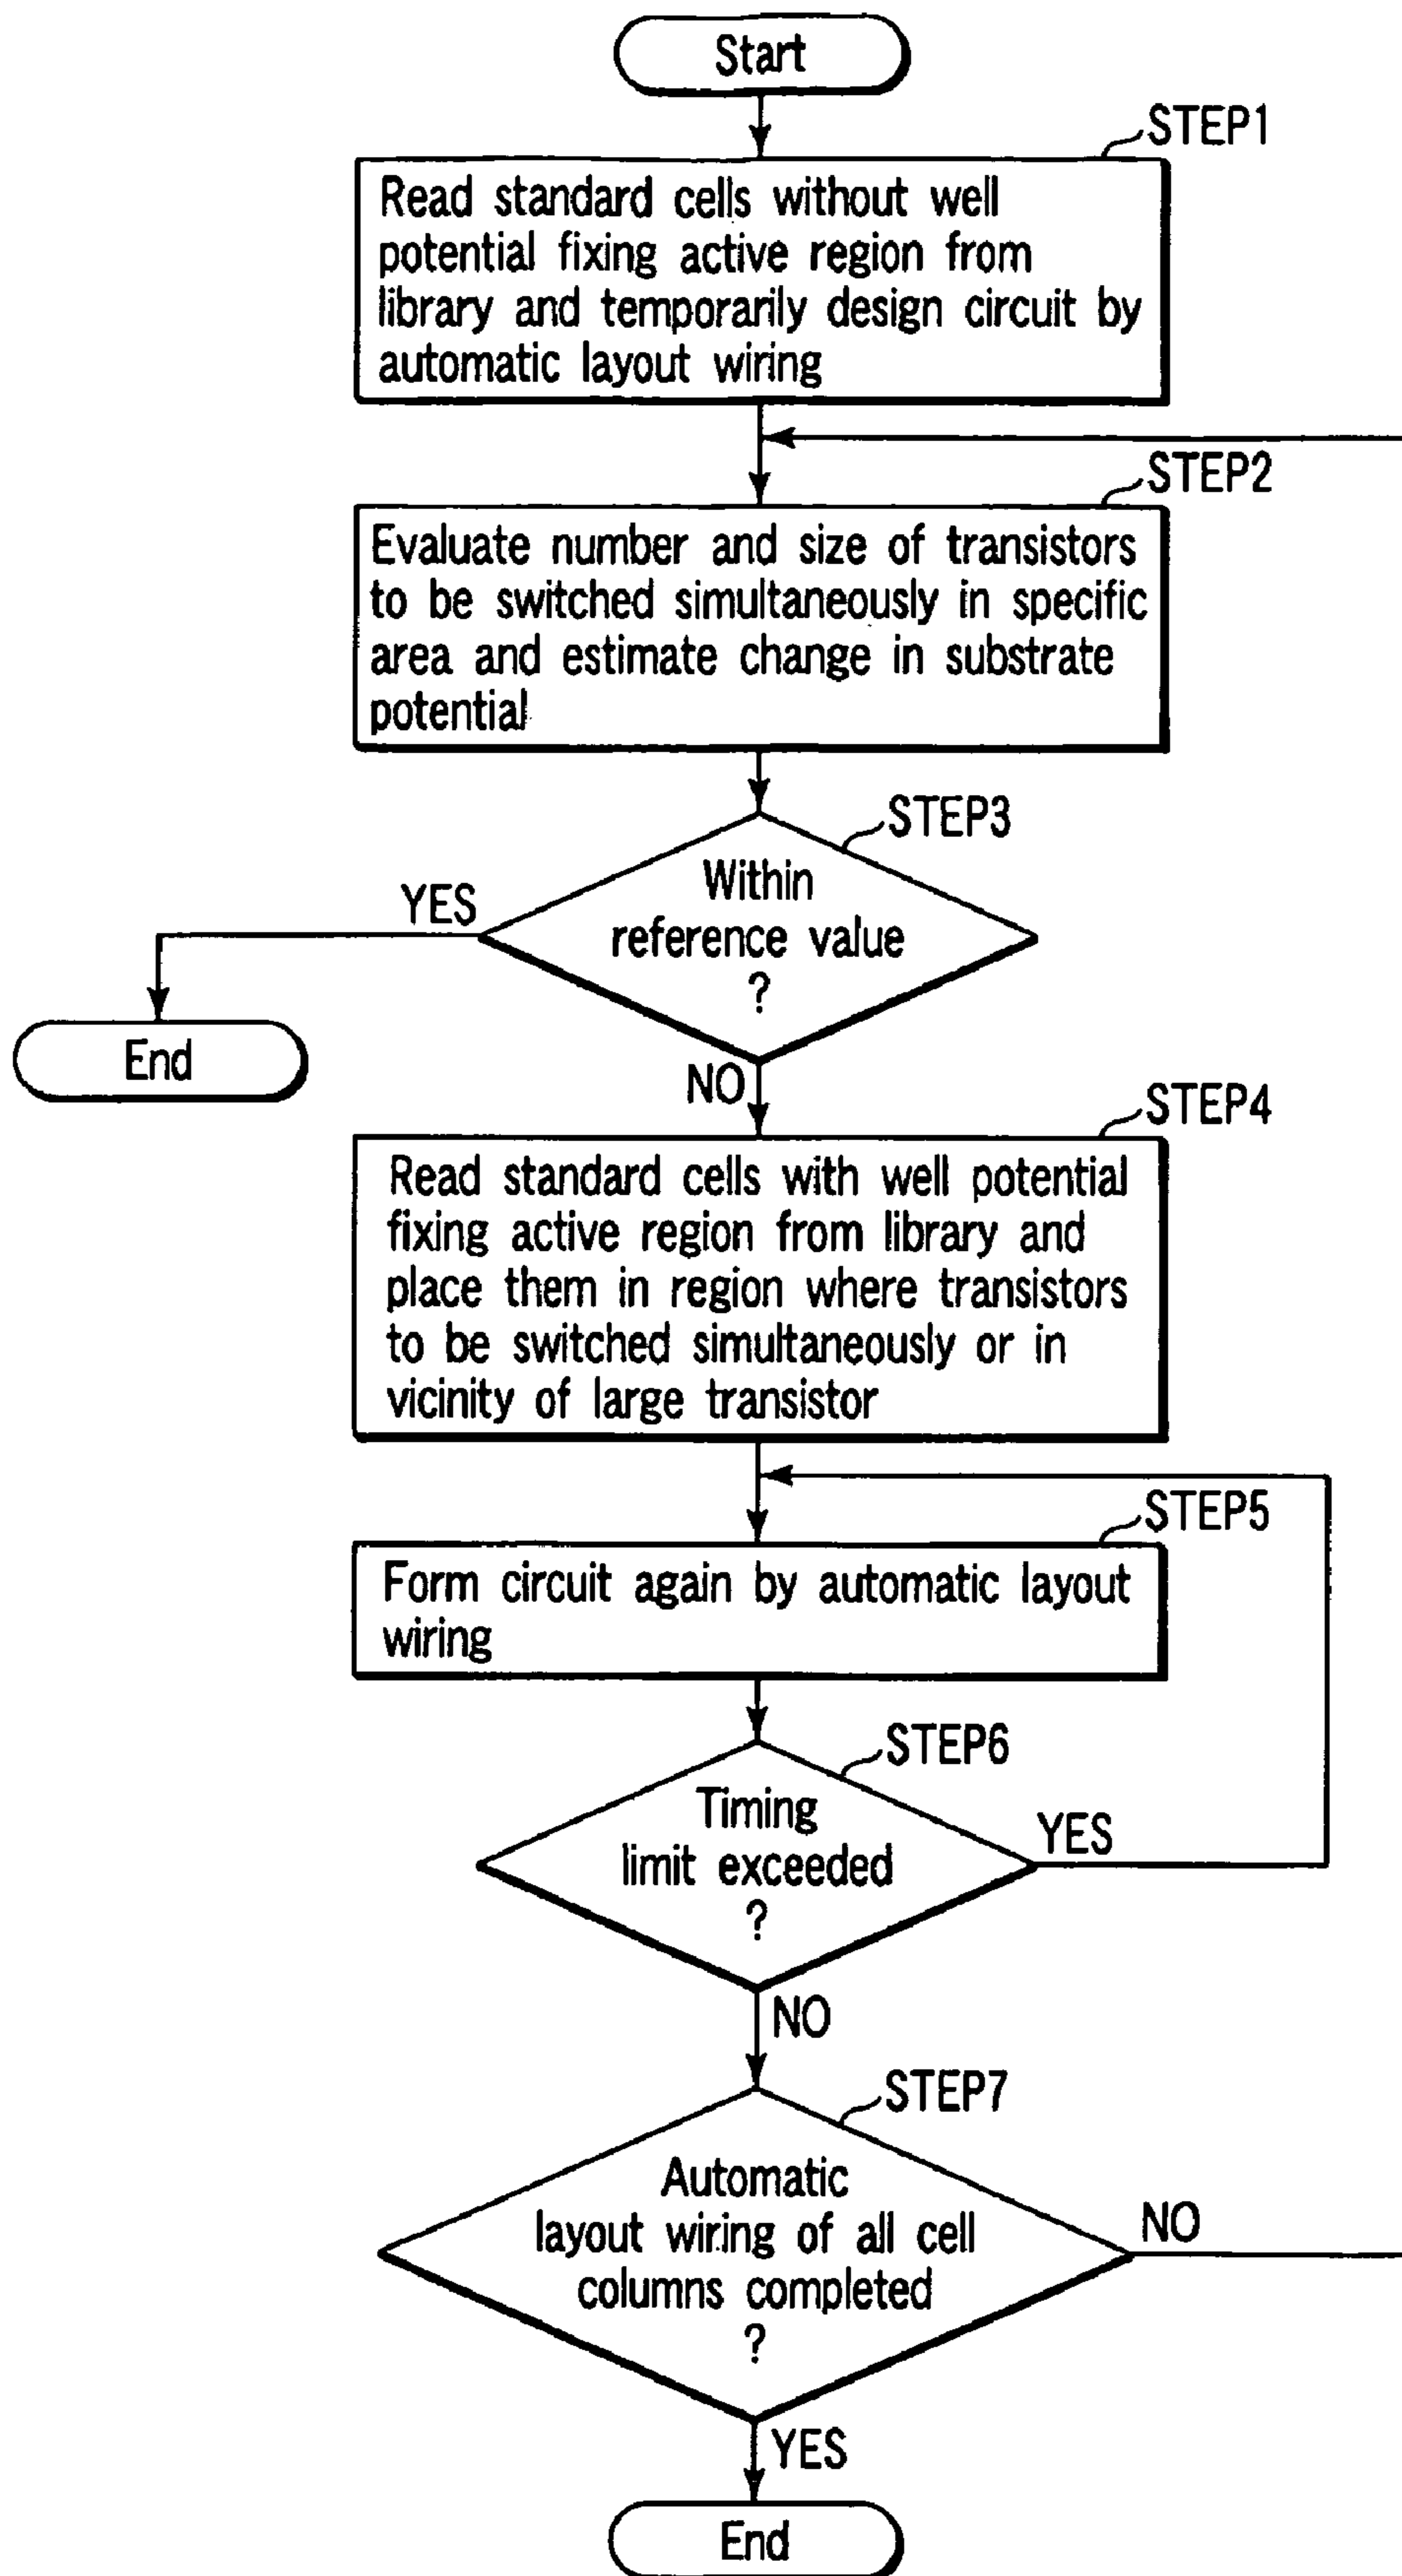 Start
STEP1
Read standard cells without well
potential fixing active region from
library and temporarily design circuit by
automatic layout wiring
STEP2
Evaluate number and size of transistors
to be switched simultaneously in specific
area and estimate change in substrate
potential
STEP3
Within
reference value
?
YES
End
NO
STEP4
Read standard cells with well potential
fixing active region from library and
place them in region where transistors
to be switched simultaneously or in
vicinity of large transistor
STEP5
Form circuit again by automatic layout
wiring
STEP6
Timing
limit exceeded
?
YES
NO
STEP7
Automatic
layout wiring of all cell
columns completed
?
NO
YES
End